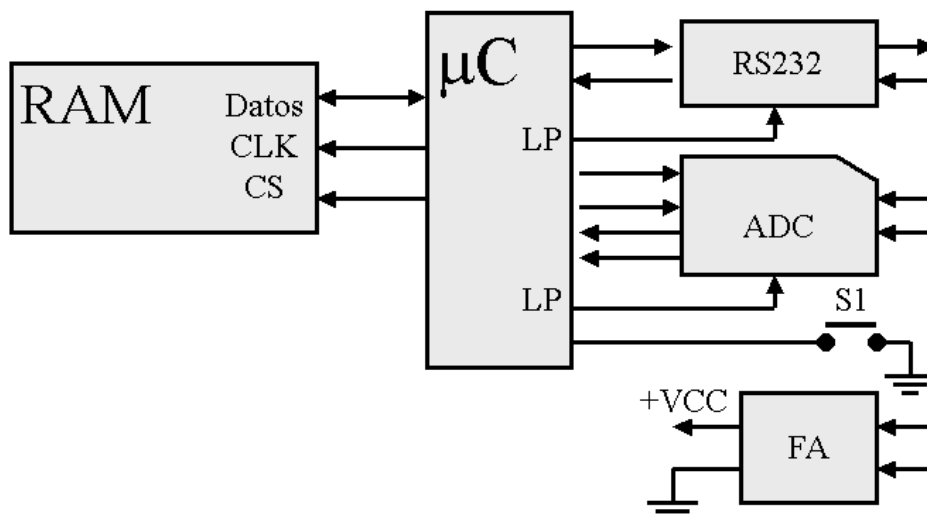 RAM
Datos
CLK
CS
μC
LP
LP
RS232
ADC
S1
+VCC
FA